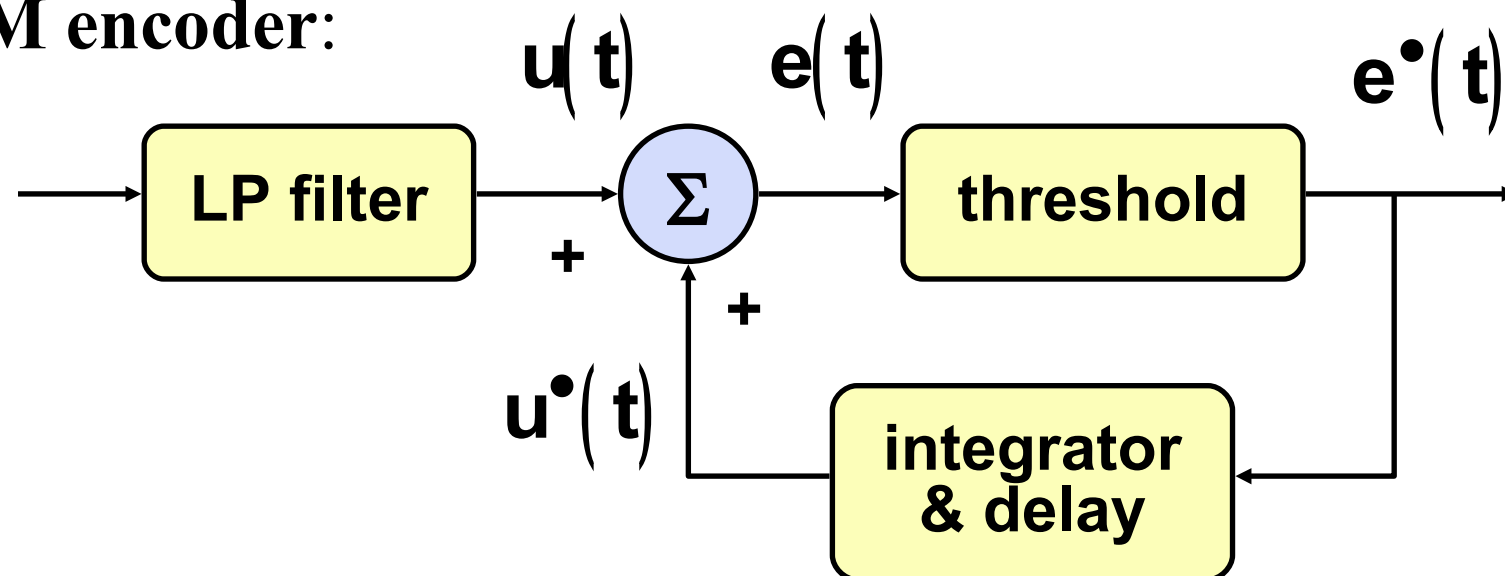 M encoder:
u(t) e(t) e•(t)
LP filter Σ threshold
+
+
u•(t)
integrator
& delay